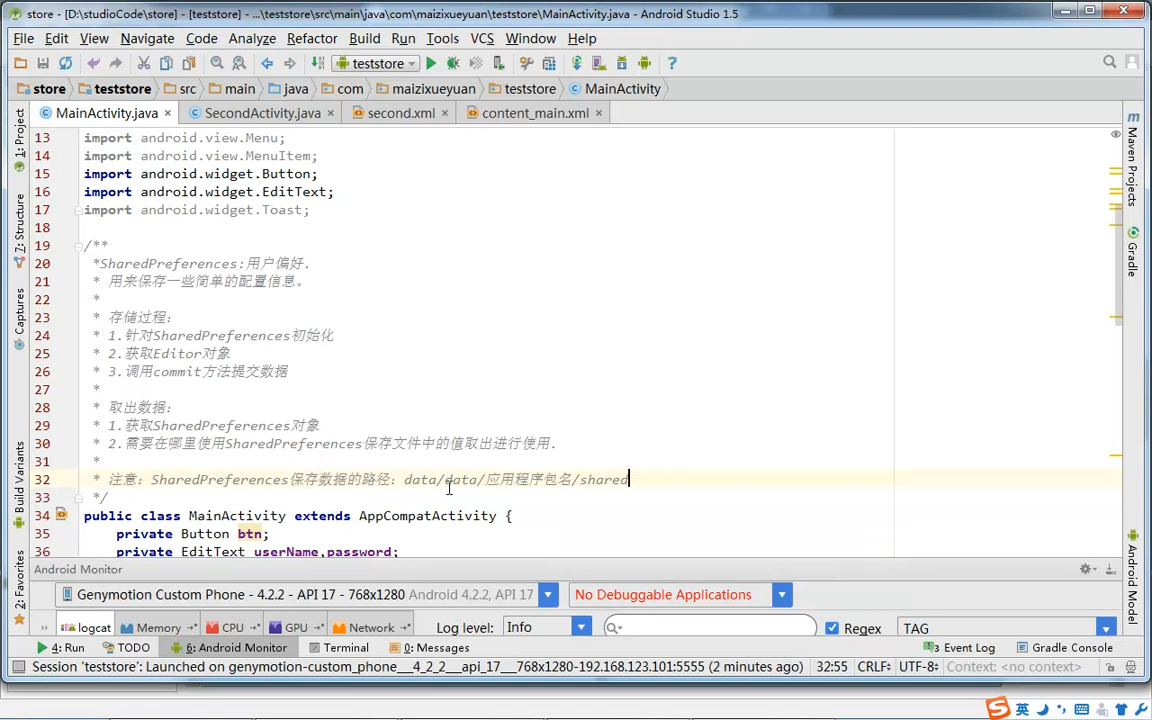 store - [D:\studioCode\store] - [teststore] - ...\teststore\src\main\java\com\maizixueyuan\teststore\MainActivity.java - Android Studio 1.5
File Edit View Navigate Code Analyze Refactor Build Run Tools VCS Window Help
teststore
store teststore src main java com maizixueyuan teststore MainActivity
MainActivity.java SecondActivity.java second.xml content_main.xml
1: Project
7: Structure
Captures
Build Variants
2: Favorites
13 import android.view.Menu;
14 import android.view.MenuItem;
15 import android.widget.Button;
16 import android.widget.EditText;
17 import android.widget.Toast;
18
19 /**
20 *SharedPreferences:用户偏好.
21 * 用来保存一些简单的配置信息。
22 *
23 * 存储过程:
24 * 1.针对SharedPreferences初始化
25 * 2.获取Editor对象
26 * 3.调用commit方法提交数据
27 *
28 * 取出数据:
29 * 1.获取SharedPreferences对象
30 * 2.需要在哪里使用SharedPreferences保存文件中的值取出进行使用.
31 *
32 * 注意: SharedPreferences保存数据的路径: data/data/应用程序包名/shared
33 */
34 public class MainActivity extends AppCompatActivity {
35 private Button btn;
36 private EditText userName,password;
m Maven Projects
Gradle
Android Model
Android Monitor
Genymotion Custom Phone - 4.2.2 - API 17 - 768x1280 Android 4.2.2, API 17 No Debuggable Applications
logcat Memory CPU GPU Network Log level: Info Regex TAG
4: Run TODO 6: Android Monitor Terminal 0: Messages 3 Event Log Gradle Console
Session 'teststore': Launched on genymotion-custom_phone__4_2_2__api_17__768x1280-192.168.123.101:5555 (2 minutes ago) 32:55 CRLF UTF-8 Context: <no context>
S 英